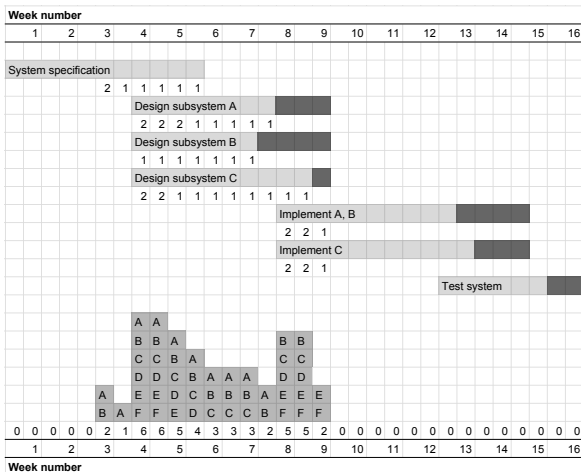 Week number
1 2 3 4 5 6 7 8 9 10 11 12 13 14 15 16
System specification
2 1 1 1 1 1
Design subsystem A
2 2 2 1 1 1 1 1
Design subsystem B
1 1 1 1 1 1 1
Design subsystem C
2 2 1 1 1 1 1 1 1 1
Implement A, B
2 2 1
Implement C
2 2 1
Test system
A A
B B A B B
C C B A C C
D D C B A A A D D
A E E D C B B B A E E E
B A F F E D C C C B F F F
0 0 0 0 0 2 1 6 6 5 4 3 3 3 2 5 5 2 0 0 0 0 0 0 0 0 0 0 0 0 0 0
1 2 3 4 5 6 7 8 9 10 11 12 13 14 15 16
Week number